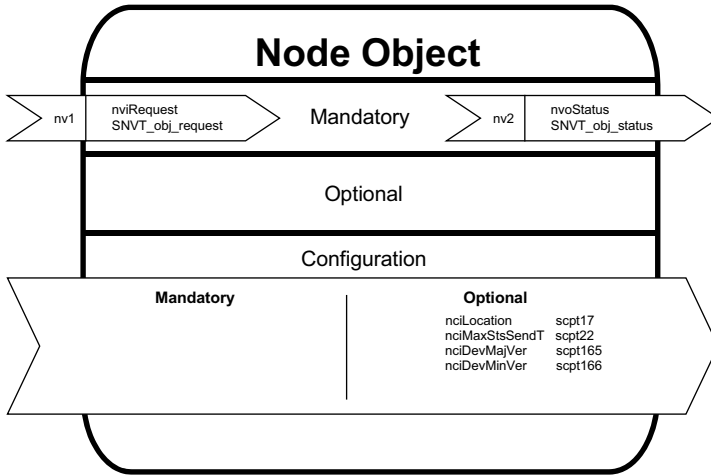 Node Object
nv1
nviRequest
SNVT_obj_request
Mandatory
nv2
nvoStatus
SNVT_obj_status
Optional
Configuration
Mandatory
Optional
nciLocation scpt17
nciMaxStsSendT scpt22
nciDevMajVer scpt165
nciDevMinVer scpt166